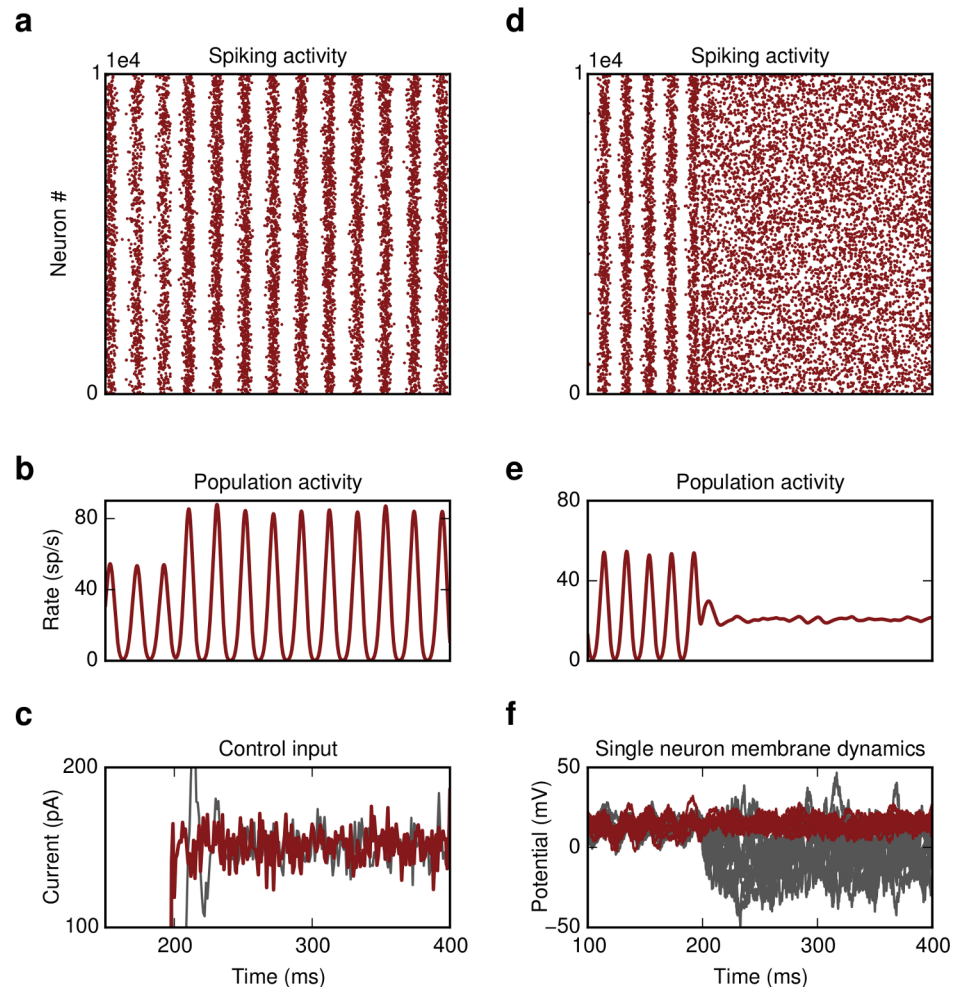 a
Spiking activity
1 1e4
Neuron #
0
b
Population activity
80
40
0
Rate (sp/s)
c
Control input
200
100
Current (pA)
200 300 400
Time (ms)
d
Spiking activity
1 1e4
0
e
Population activity
80
40
0
f
Single neuron membrane dynamics
50
0
−50
Potential (mV)
100 200 300 400
Time (ms)